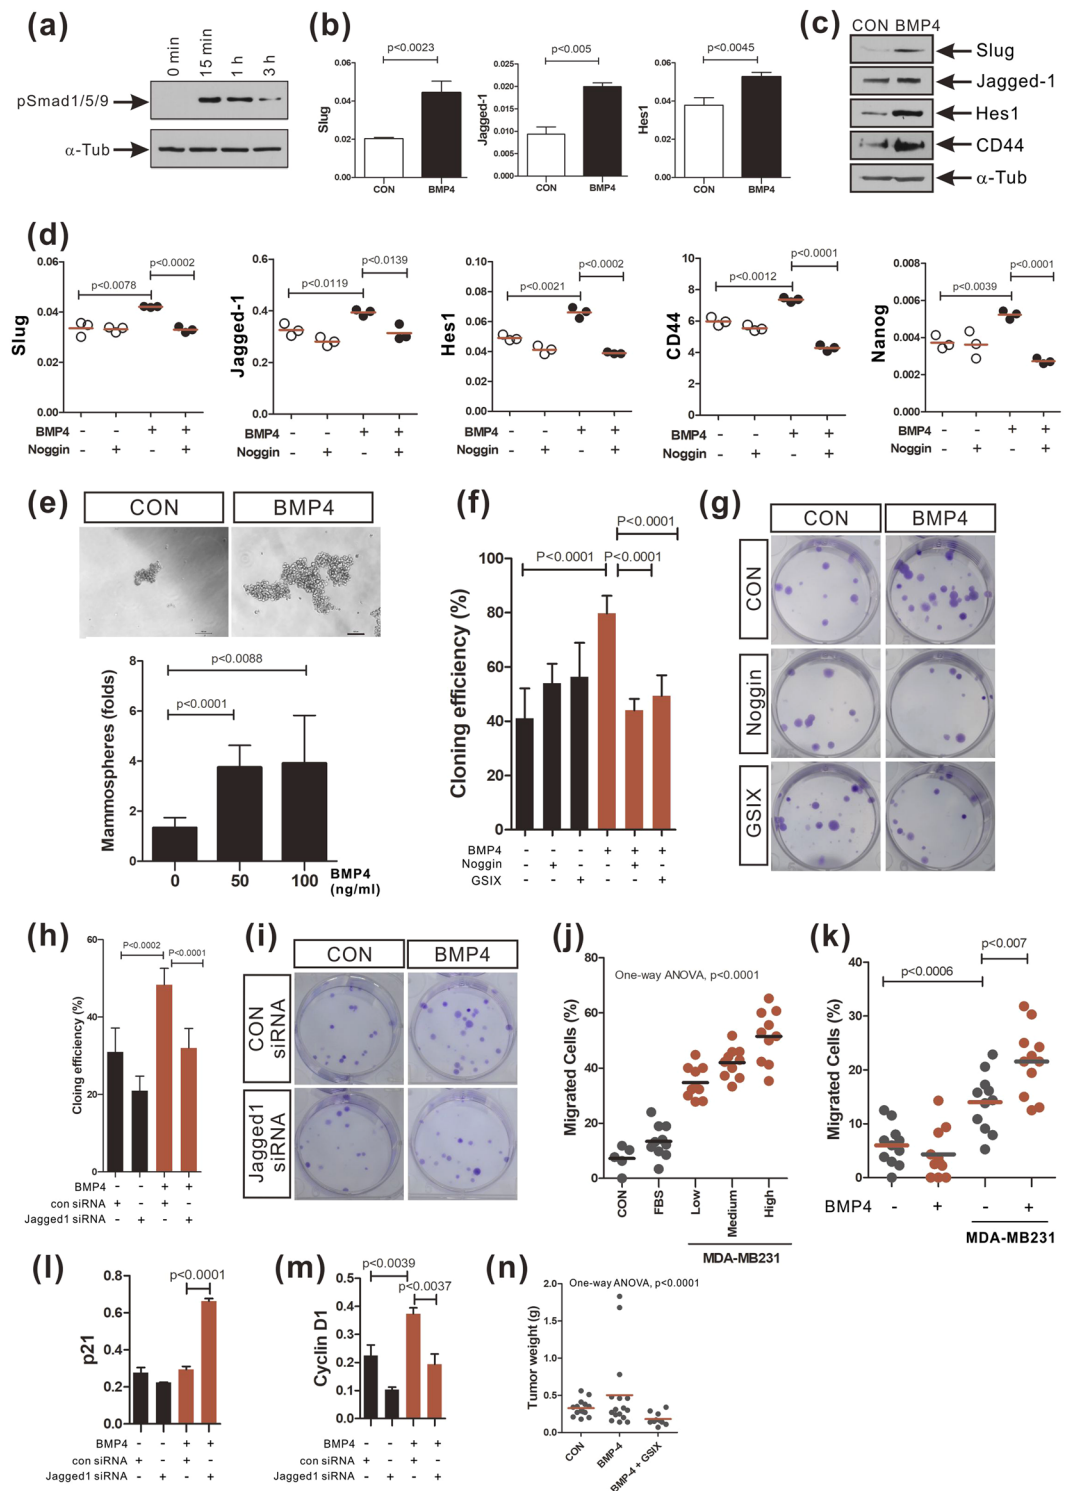 (a)
0 min
15 min
1 h
3 h
pSmad1/5/9
α-Tub
(b)
p<0.0023
0.06
0.04
0.02
0.00
Slug
CON BMP4
p<0.005
0.025
0.020
0.015
0.010
0.005
0.000
Jagged-1
CON BMP4
p<0.0045
0.06
0.04
0.02
0.00
Hes1
CON BMP4
(c)
CON BMP4
Slug
Jagged-1
Hes1
CD44
α-Tub
(d)
0.06
0.04
0.02
0.00
Slug
p<0.0078
p<0.0002
BMP4 - - + +
Noggin - + - +
0.6
0.4
0.2
0.0
Jagged-1
p<0.0119
p<0.0139
BMP4 - - + +
Noggin - + - +
0.10
0.08
0.06
0.04
0.02
0.00
Hes1
p<0.0021
p<0.0002
BMP4 - - + +
Noggin - + - +
10
8
6
4
2
0
CD44
p<0.0012
p<0.0001
BMP4 - - + +
Noggin - + - +
0.008
0.006
0.004
0.002
0.000
Nanog
p<0.0039
p<0.0001
BMP4 - - + +
Noggin - + - +
(e)
CON BMP4
8
6
4
2
0
Mammospheres (folds)
p<0.0088
p<0.0001
0 50 100 BMP4
(ng/ml)
(f)
P<0.0001
P<0.0001 P<0.0001
100
80
60
40
20
0
Cloning efficiency (%)
BMP4 - - - + + +
Noggin - + - - + -
GSIX - - + - - +
(g)
CON BMP4
CON
Noggin
GSIX
(h)
60
40
20
0
Cloning efficiency (%)
P<0.0002
P<0.0001
BMP4 - - + +
con siRNA + - + -
Jagged1 siRNA - + - +
(i)
CON BMP4
CON
siRNA
Jagged1
siRNA
(j)
80
60
40
20
0
Migrated Cells (%)
One-way ANOVA, p<0.0001
CON
FBS
Low
Medium
High
MDA-MB231
(k)
40
30
20
10
0
Migrated Cells (%)
p<0.007
p<0.0006
BMP4 - + - +
MDA-MB231
(l)
0.8
0.6
0.4
0.2
0.0
p21
p<0.0001
BMP4 - - + +
con siRNA + - + -
Jagged1 siRNA - + - +
(m)
0.5
0.4
0.3
0.2
0.1
0.0
Cyclin D1
p<0.0039
p<0.0037
BMP4 - - + +
con siRNA + - + -
Jagged1 siRNA - + - +
(n)
2.0
1.5
1.0
0.5
0.0
Tumor weight (g)
One-way ANOVA, p<0.0001
CON
BMP-4
BMP-4 + GSIX